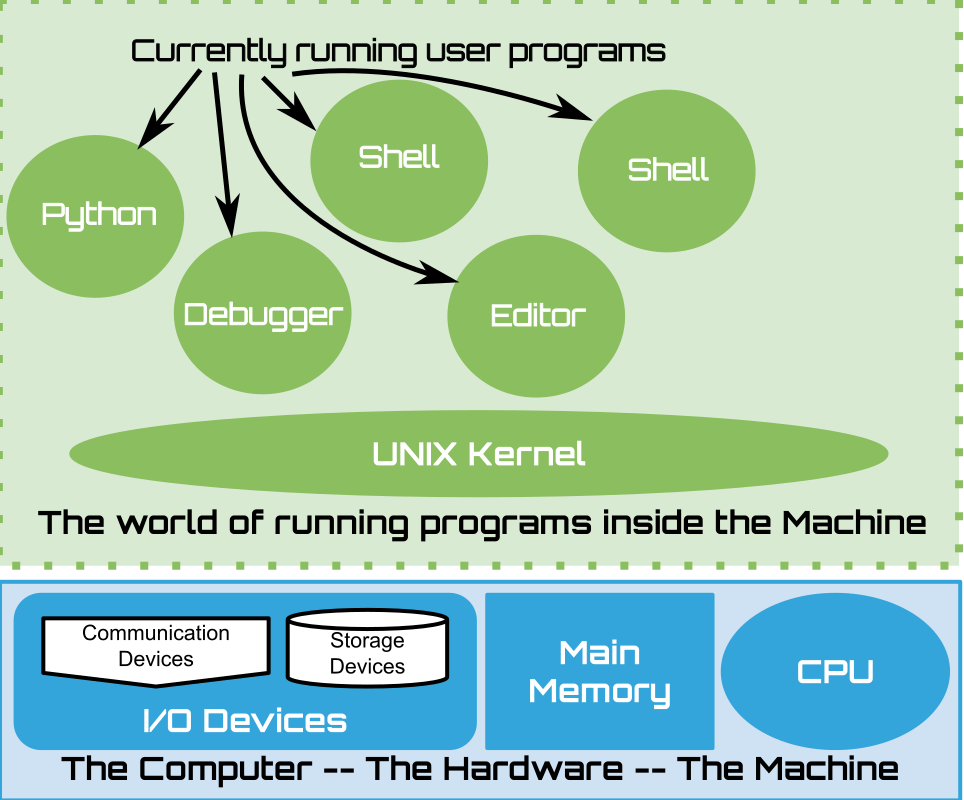 Currently running user programs
Shell
Shell
Python
Debugger
Editor
UNIX Kernel
The world of running programs inside the Machine
Communication
Devices
Storage
Devices
I/O Devices
Main
Memory
CPU
The Computer -- The Hardware -- The Machine